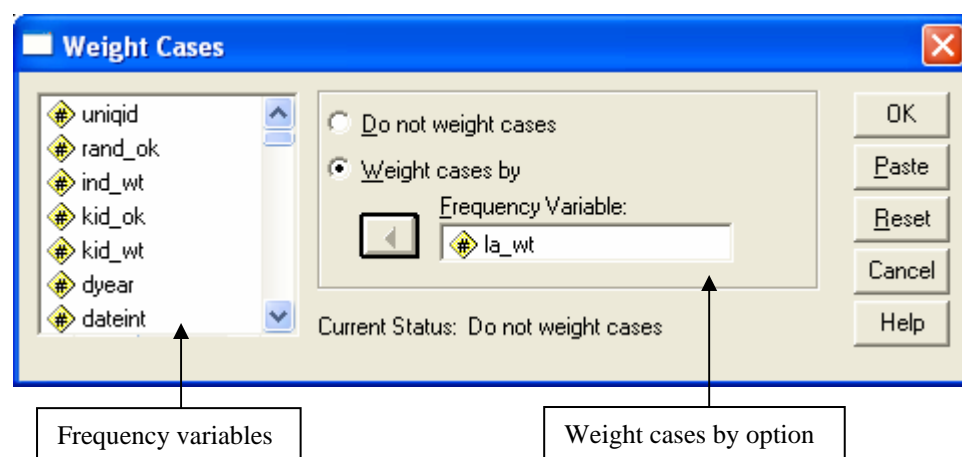 Weight Cases
uniqid
rand_ok
ind_wt
kid_ok
kid_wt
dyear
dateint
Do not weight cases
Weight cases by
Frequency Variable:
la_wt
Current Status: Do not weight cases
OK
Paste
Reset
Cancel
Help
Frequency variables
Weight cases by option